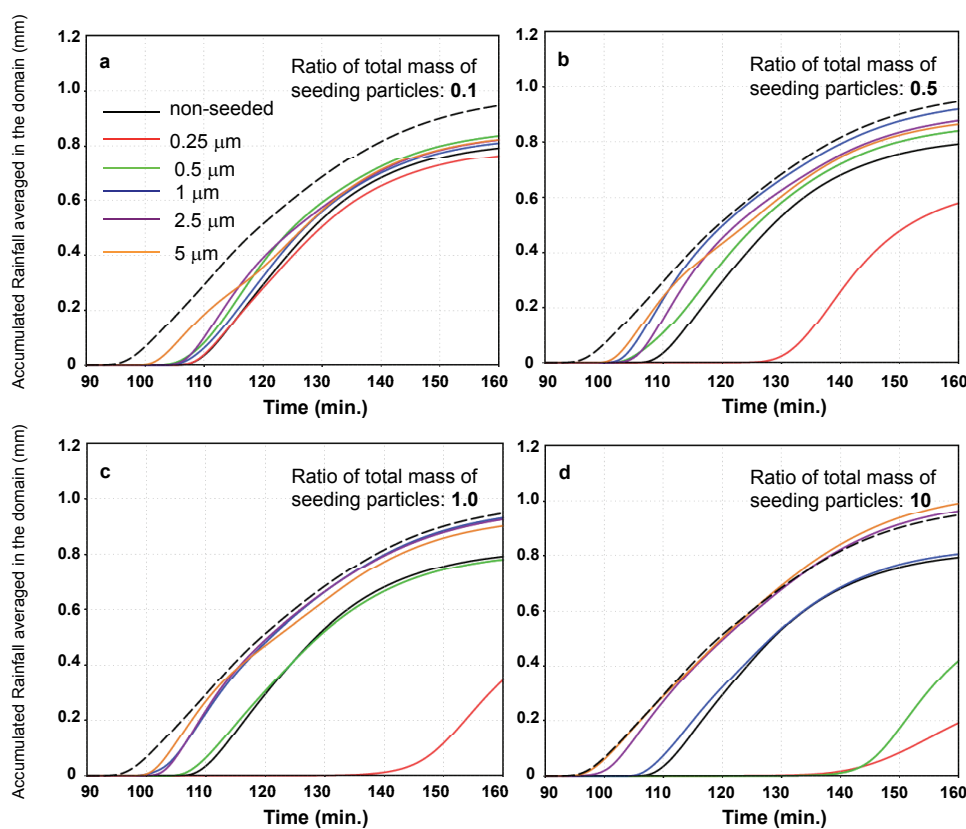 Accumulated Rainfall averaged in the domain (mm)
1.2
1.0
0.8
0.6
0.4
0.2
0
a
Ratio of total mass of
seeding particles: 0.1
non-seeded
0.25 μm
0.5 μm
1 μm
2.5 μm
5 μm
90 100 110 120 130 140 150 160
Time (min.)
1.2
1.0
0.8
0.6
0.4
0.2
0
b
Ratio of total mass of
seeding particles: 0.5
90 100 110 120 130 140 150 160
Time (min.)
Accumulated Rainfall averaged in the domain (mm)
1.2
1.0
0.8
0.6
0.4
0.2
0
c
Ratio of total mass of
seeding particles: 1.0
90 100 110 120 130 140 150 160
Time (min.)
1.2
1.0
0.8
0.6
0.4
0.2
0
d
Ratio of total mass of
seeding particles: 10
90 100 110 120 130 140 150 160
Time (min.)